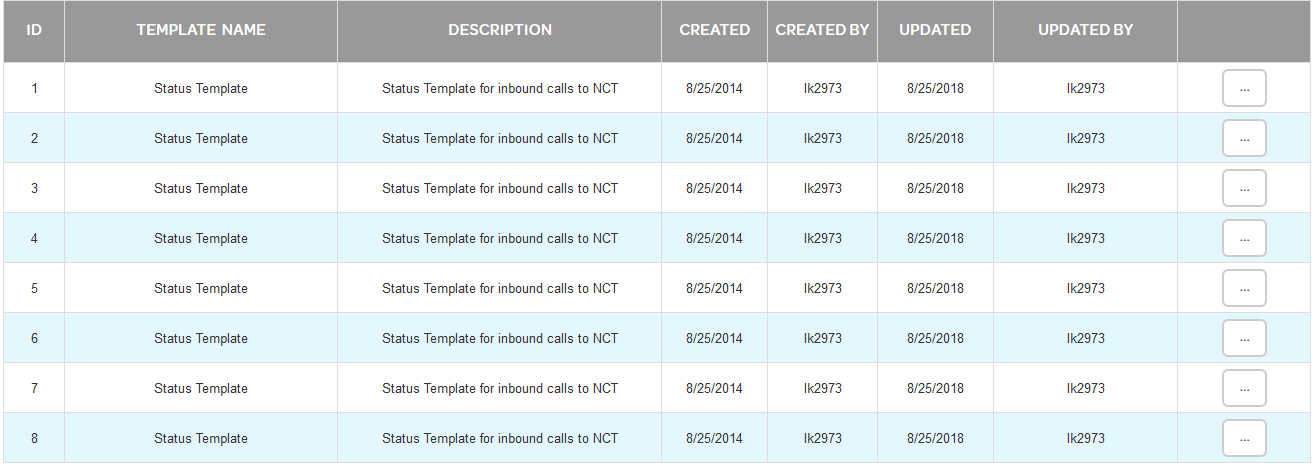 ID TEMPLATE NAME DESCRIPTION CREATED CREATED BY UPDATED UPDATED BY
1 Status Template Status Template for inbound calls to NCT 8/25/2014 lk2973 8/25/2018 lk2973 ...
2 Status Template Status Template for inbound calls to NCT 8/25/2014 lk2973 8/25/2018 lk2973 ...
3 Status Template Status Template for inbound calls to NCT 8/25/2014 lk2973 8/25/2018 lk2973 ...
4 Status Template Status Template for inbound calls to NCT 8/25/2014 lk2973 8/25/2018 lk2973 ...
5 Status Template Status Template for inbound calls to NCT 8/25/2014 lk2973 8/25/2018 lk2973 ...
6 Status Template Status Template for inbound calls to NCT 8/25/2014 lk2973 8/25/2018 lk2973 ...
7 Status Template Status Template for inbound calls to NCT 8/25/2014 lk2973 8/25/2018 lk2973 ...
8 Status Template Status Template for inbound calls to NCT 8/25/2014 lk2973 8/25/2018 lk2973 ...